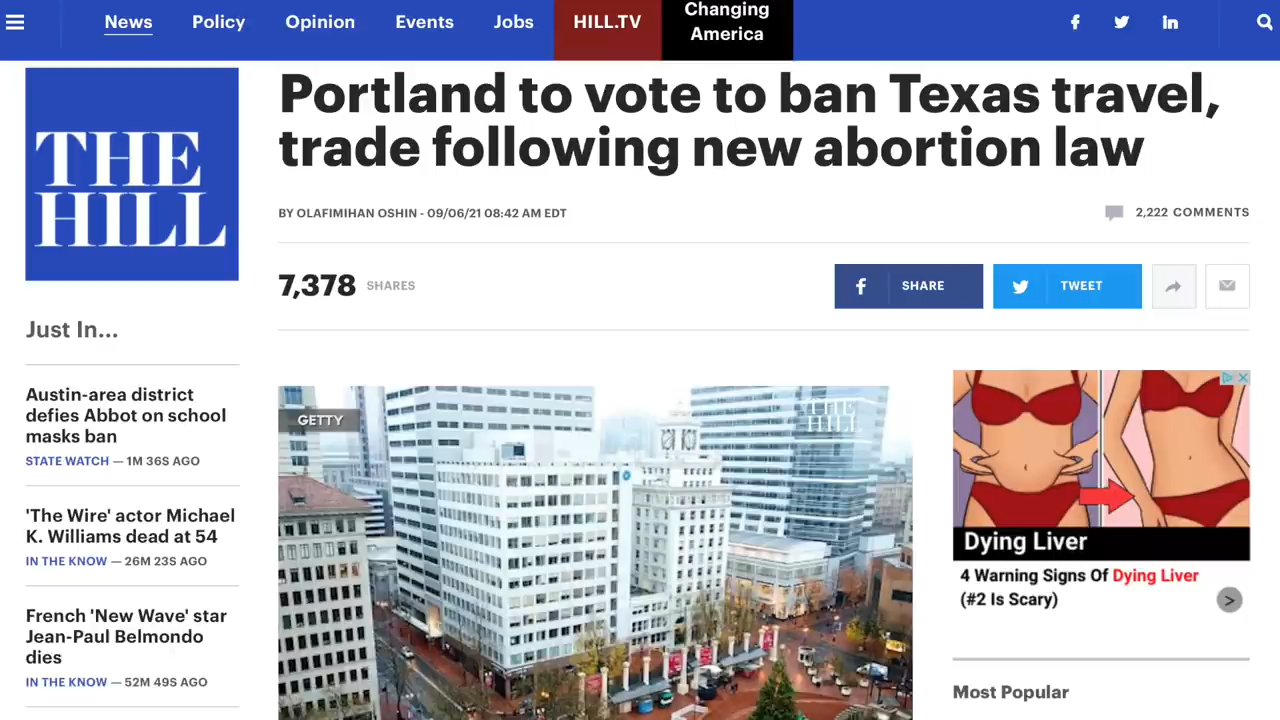 News
Policy
Opinion
Events
Jobs
HILL.TV
Changing
America
THE
HILL
Portland to vote to ban Texas travel,
trade following new abortion law
BY OLAFIMIHAN OSHIN - 09/06/21 08:42 AM EDT
2,222 COMMENTS
7,378 SHARES
SHARE
TWEET
Just In...
Austin-area district
defies Abbot on school
masks ban
STATE WATCH — 1M 36S AGO
'The Wire' actor Michael
K. Williams dead at 54
IN THE KNOW — 26M 23S AGO
French 'New Wave' star
Jean-Paul Belmondo
dies
IN THE KNOW — 52M 49S AGO
GETTY
THE
HILL
Dying Liver
4 Warning Signs Of Dying Liver
(#2 Is Scary)
Most Popular